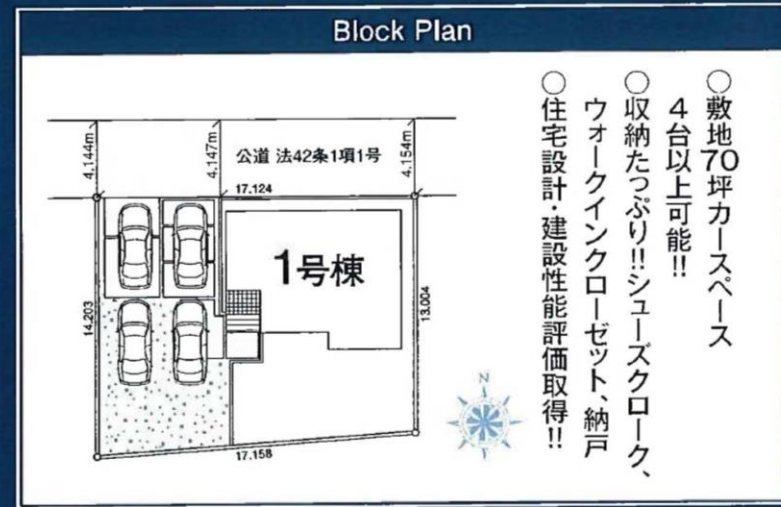 Block Plan
○敷地70坪カースペース
4台以上可能!!
○収納たっぷり!!シューズクローク、
ウォークインクローゼット、納戸
○住宅設計・建設性能評価取得!!
4.144m
4.147m
公道 法42条1項1号
4.154m
17.124
1号棟
14.203
13.004
N
17.158